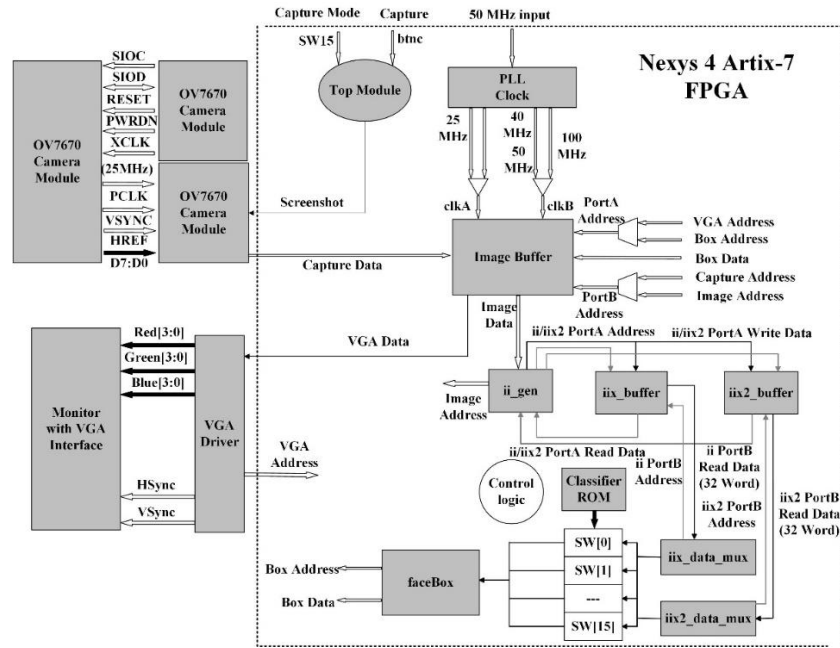 Capture Mode
SW15
Capture
btnc
50 MHz input
Nexys 4 Artix-7
FPGA
SIOC
SIOD
RESET
PWRDN
XCLK
(25MHz)
PCLK
VSYNC
HREF
D7:D0
OV7670
Camera
Module
OV7670
Camera
Module
OV7670
Camera
Module
Top Module
PLL
Clock
25
MHz
40
MHz
50
MHz
100
MHz
Screenshot
clkA
clkB
PortA
Address
VGA Address
Box Address
Box Data
Capture Address
Image Address
PortB
Address
Image Buffer
Capture Data
Image
Data
VGA Data
ii/iix2 PortA Address
ii/iix2 PortA Write Data
Red[3:0]
Green[3:0]
Blue[3:0]
Monitor
with VGA
Interface
VGA
Driver
HSync
VSync
VGA
Address
Image
Address
ii_gen
iix_buffer
iix2_buffer
ii/iix2 PortA Read Data
ii PortB
Address
ii PortB
Read Data
(32 Word)
iix2 PortB
Address
iix2 PortB
Read Data
(32 Word)
Control
logic
Classifier
ROM
SW[0]
SW[1]
---
SW[15]
iix_data_mux
iix2_data_mux
faceBox
Box Address
Box Data